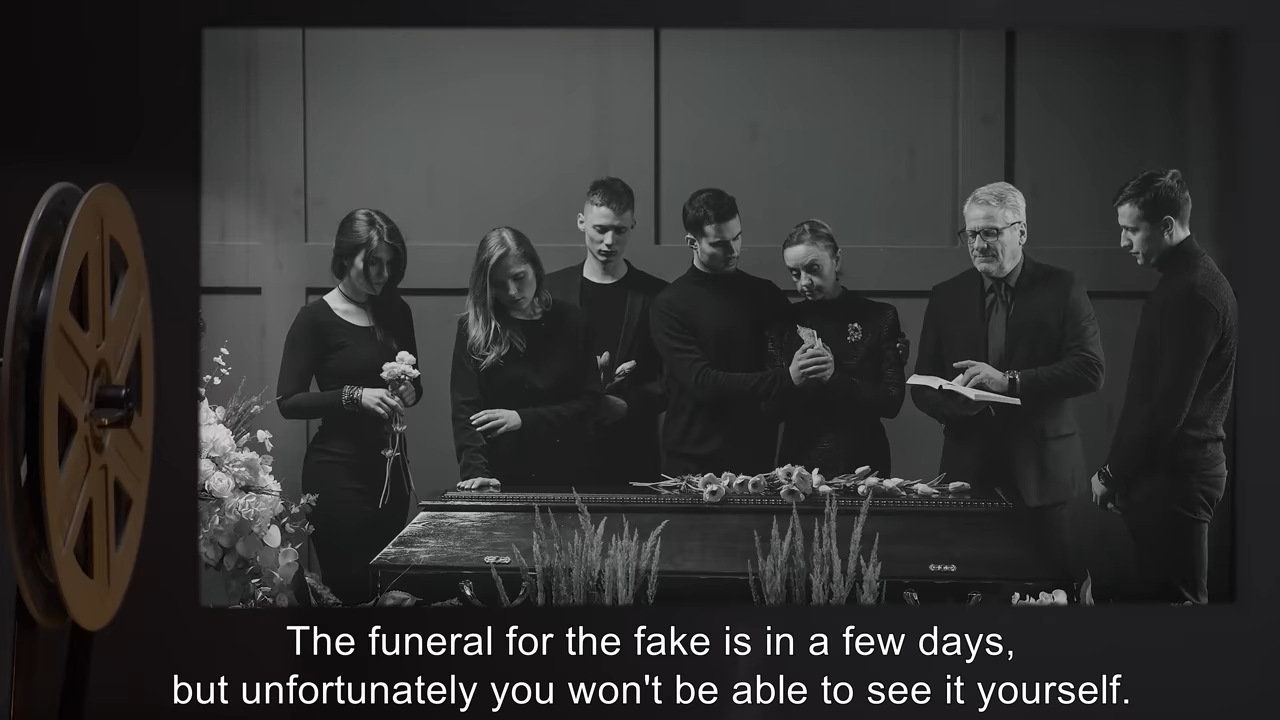 The funeral for the fake is in a few days,
but unfortunately you won't be able to see it yourself.